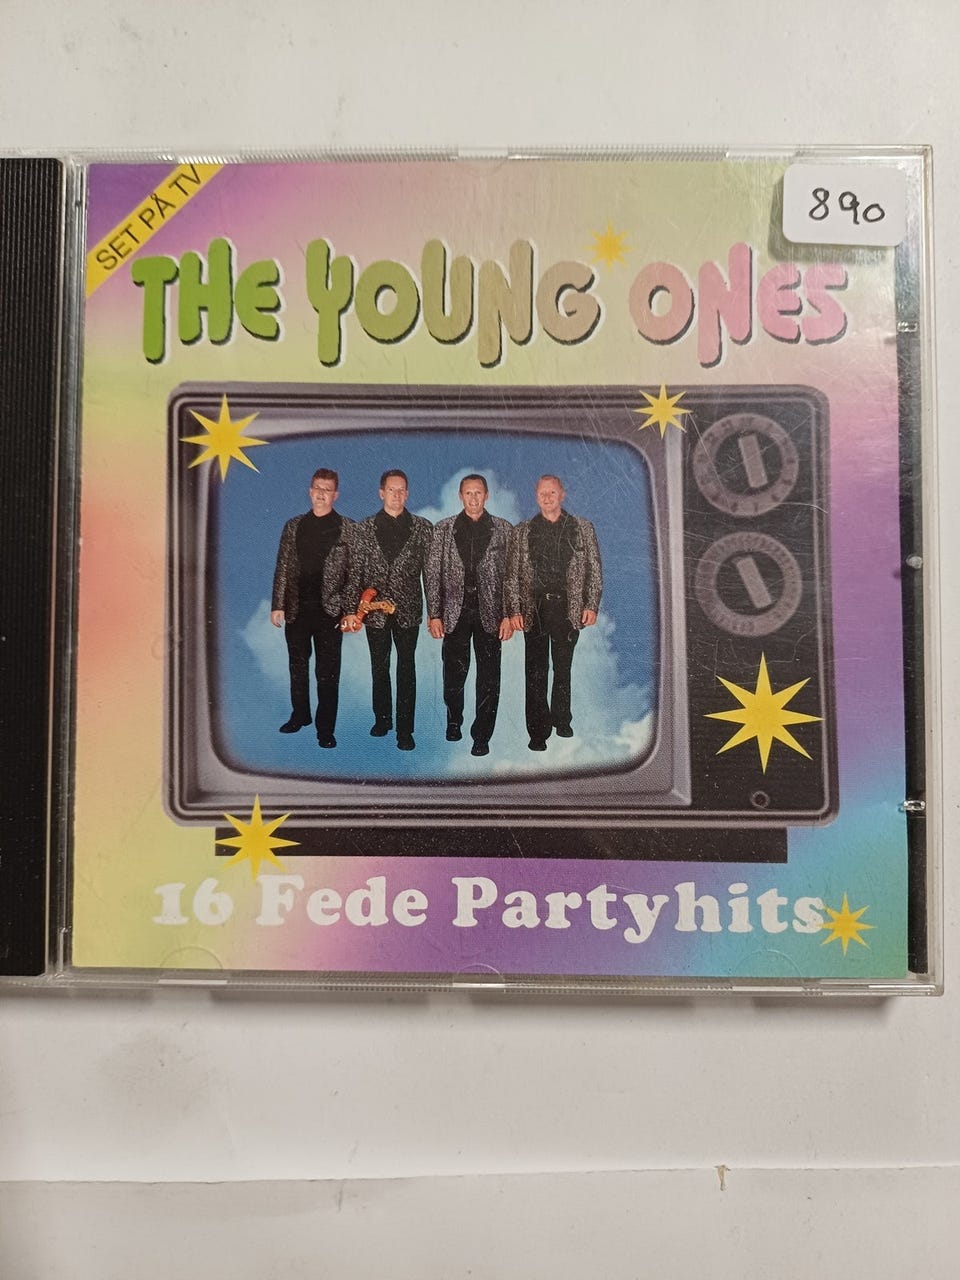 SET PÅ TV
890
THE YOUNG ONES
16 Fede Partyhits